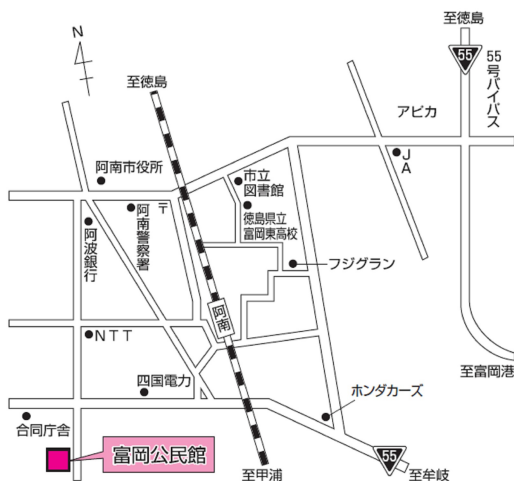 N
至徳島
至徳島
55
55号バイパス
アピカ
JA
阿南市役所
市立
図書館
徳島県立
富岡東高校
〒
阿南警察署
阿波銀行
フジグラン
阿南
NTT
四国電力
ホンダカーズ
至富岡港
合同庁舎
富岡公民館
至甲浦
55
至牟岐